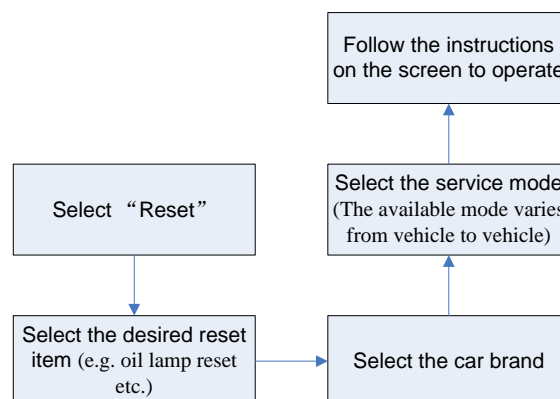 Follow the instructions
on the screen to operate
Select the service mode
(The available mode varies
from vehicle to vehicle)
Select “Reset”
Select the desired reset
item (e.g. oil lamp reset
etc.)
Select the car brand